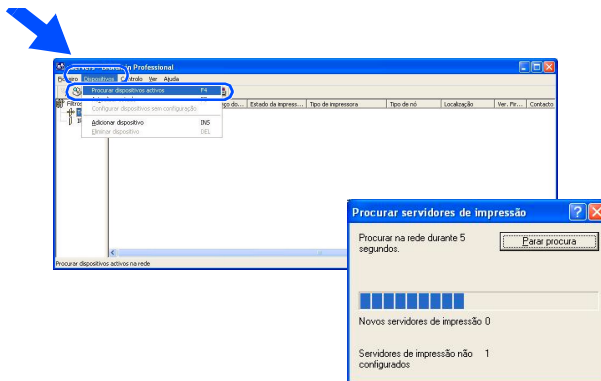 Professional
Dispositivos Controlo Ver Ajuda
Procurar dispositivos activos F4
Configurar dispositivos sem configuração
Adicionar dispositivo INS
Eliminar dispositivo DEL
Filtros
Estado da impress... Tipo de impressora Tipo de nó Localização Ver. Fir... Contacto
Procurar dispositivos activos na rede
Procurar servidores de impressão
Procurar na rede durante 5
segundos.
Parar procura
Novos servidores de impressão 0
Servidores de impressão não 1
configurados